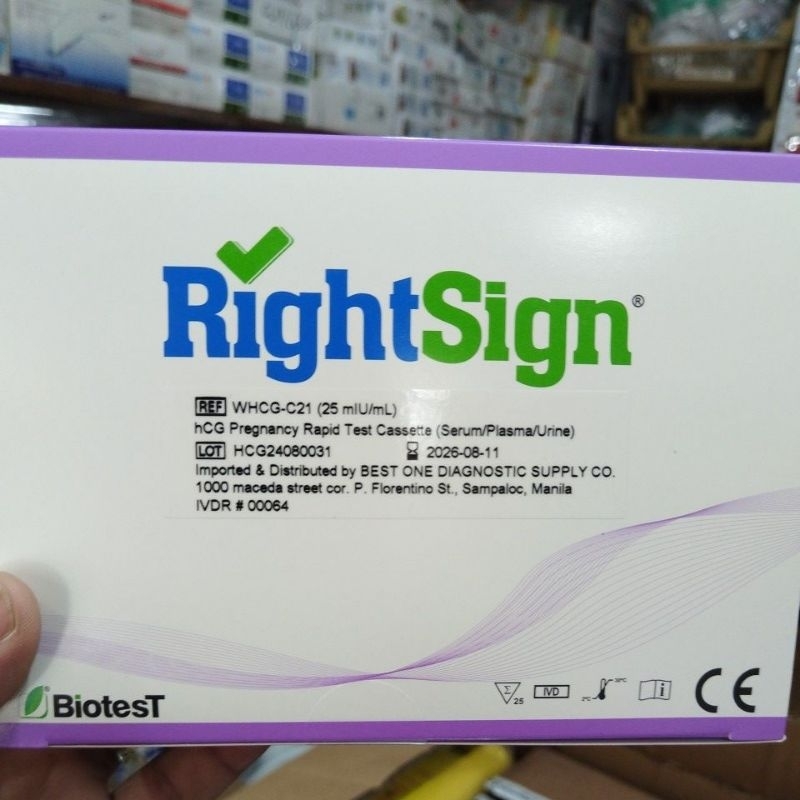 RightSign®
REF WHCG-C21 (25 mIU/mL)
hCG Pregnancy Rapid Test Cassette (Serum/Plasma/Urine)
LOT HCG24080031 2026-08-11
Imported & Distributed by BEST ONE DIAGNOSTIC SUPPLY CO.
1000 maceda street cor. P. Florentino St., Sampaloc, Manila
IVDR # 00064
BiotesT Σ 25 IVD 2°C 30°C i CE